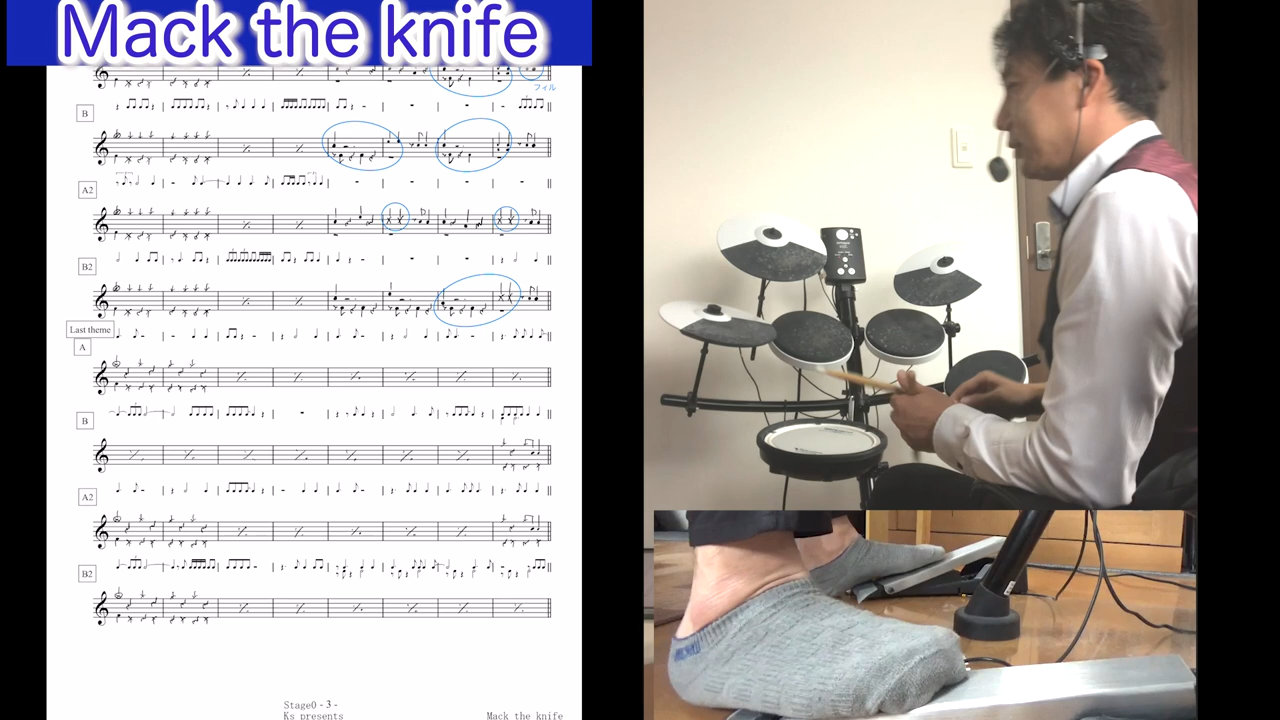 Mack the knife
フィル
B
A2
B2
Last theme
A
B
A2
B2
Stage0 - 3 -
Ks presents
Mack the knife